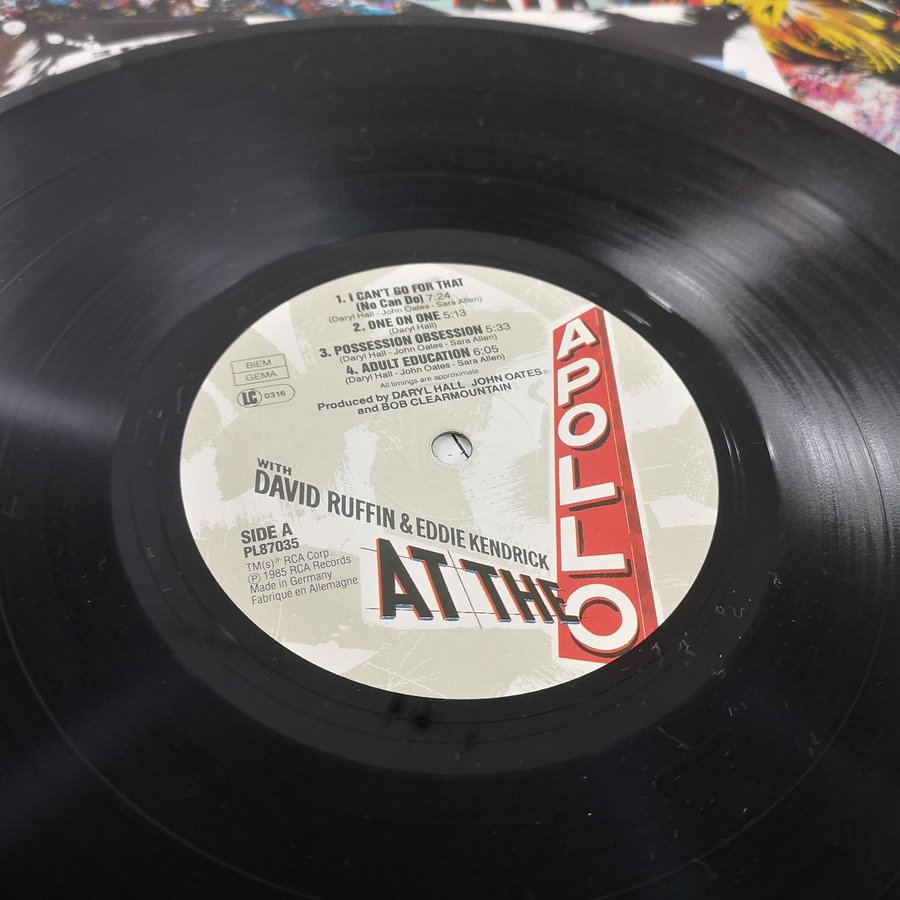 1. I CAN'T GO FOR THAT
(No Can Do) 7:24
(Daryl Hall - John Oates - Sara Allen)
2. ONE ON ONE 5:13
(Daryl Hall)
3. POSSESSION OBSESSION 5:33
(Daryl Hall - John Oates - Sara Allen)
4. ADULT EDUCATION 6:05
(Daryl Hall - John Oates - Sara Allen)
All timings are approximate
Produced by DARYL HALL JOHN OATES®
and BOB CLEARMOUNTAIN
BIEM
GEMA
LC 0316
WITH
DAVID RUFFIN & EDDIE KENDRICK
AT THE
APOLLO
SIDE A
PL87035
TM(s)® RCA Corp.
℗ 1985 RCA Records
Made in Germany
Fabriqué en Allemagne